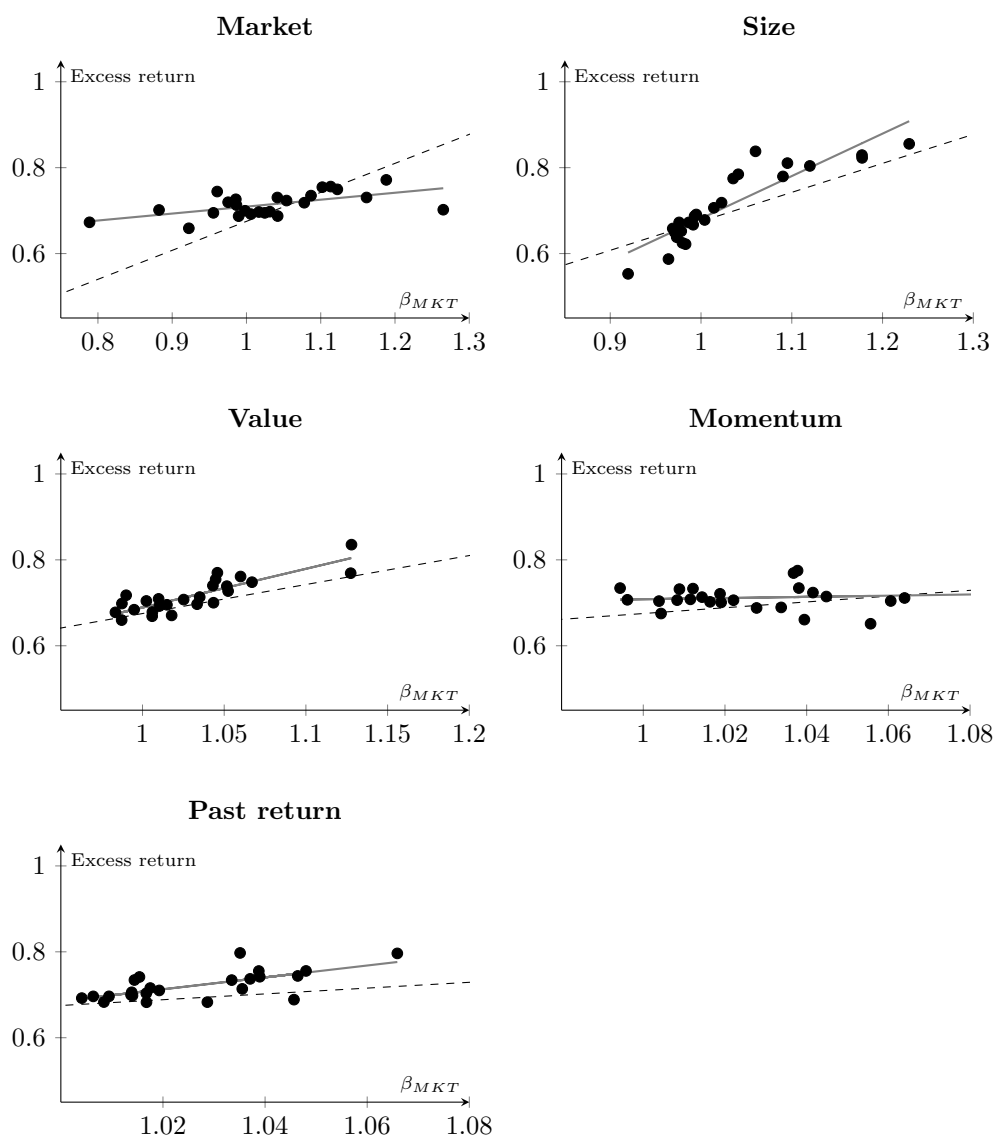 Market
Excess return
1
0.8
0.6
β_MKT
0.8 0.9 1 1.1 1.2 1.3
Size
Excess return
1
0.8
0.6
β_MKT
0.9 1 1.1 1.2 1.3
Value
Excess return
1
0.8
0.6
β_MKT
1 1.05 1.1 1.15 1.2
Momentum
Excess return
1
0.8
0.6
β_MKT
1 1.02 1.04 1.06 1.08
Past return
Excess return
1
0.8
0.6
β_MKT
1.02 1.04 1.06 1.08